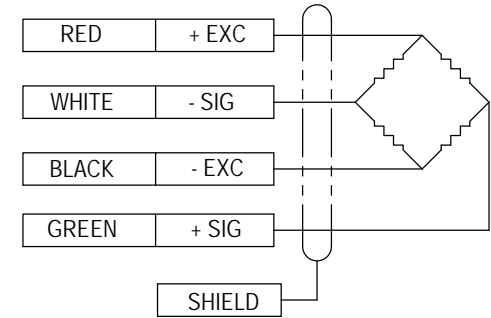 RED + EXC
WHITE - SIG
BLACK - EXC
GREEN + SIG
SHIELD